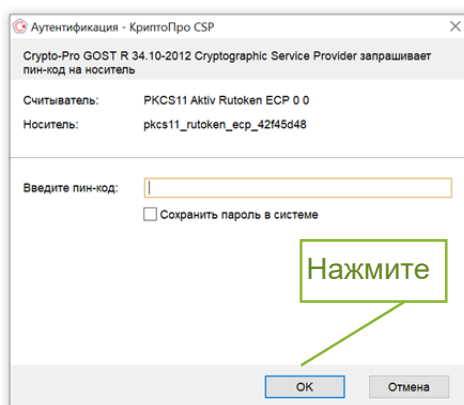 Аутентификация - КриптоПро CSP
Crypto-Pro GOST R 34.10-2012 Cryptographic Service Provider запрашивает
пин-код на носитель
Считыватель: PKCS11 Aktiv Rutoken ECP 0 0
Носитель: pkcs11_rutoken_ecp_42f45d48
Введите пин-код:
Сохранить пароль в системе
Нажмите
OK Отмена